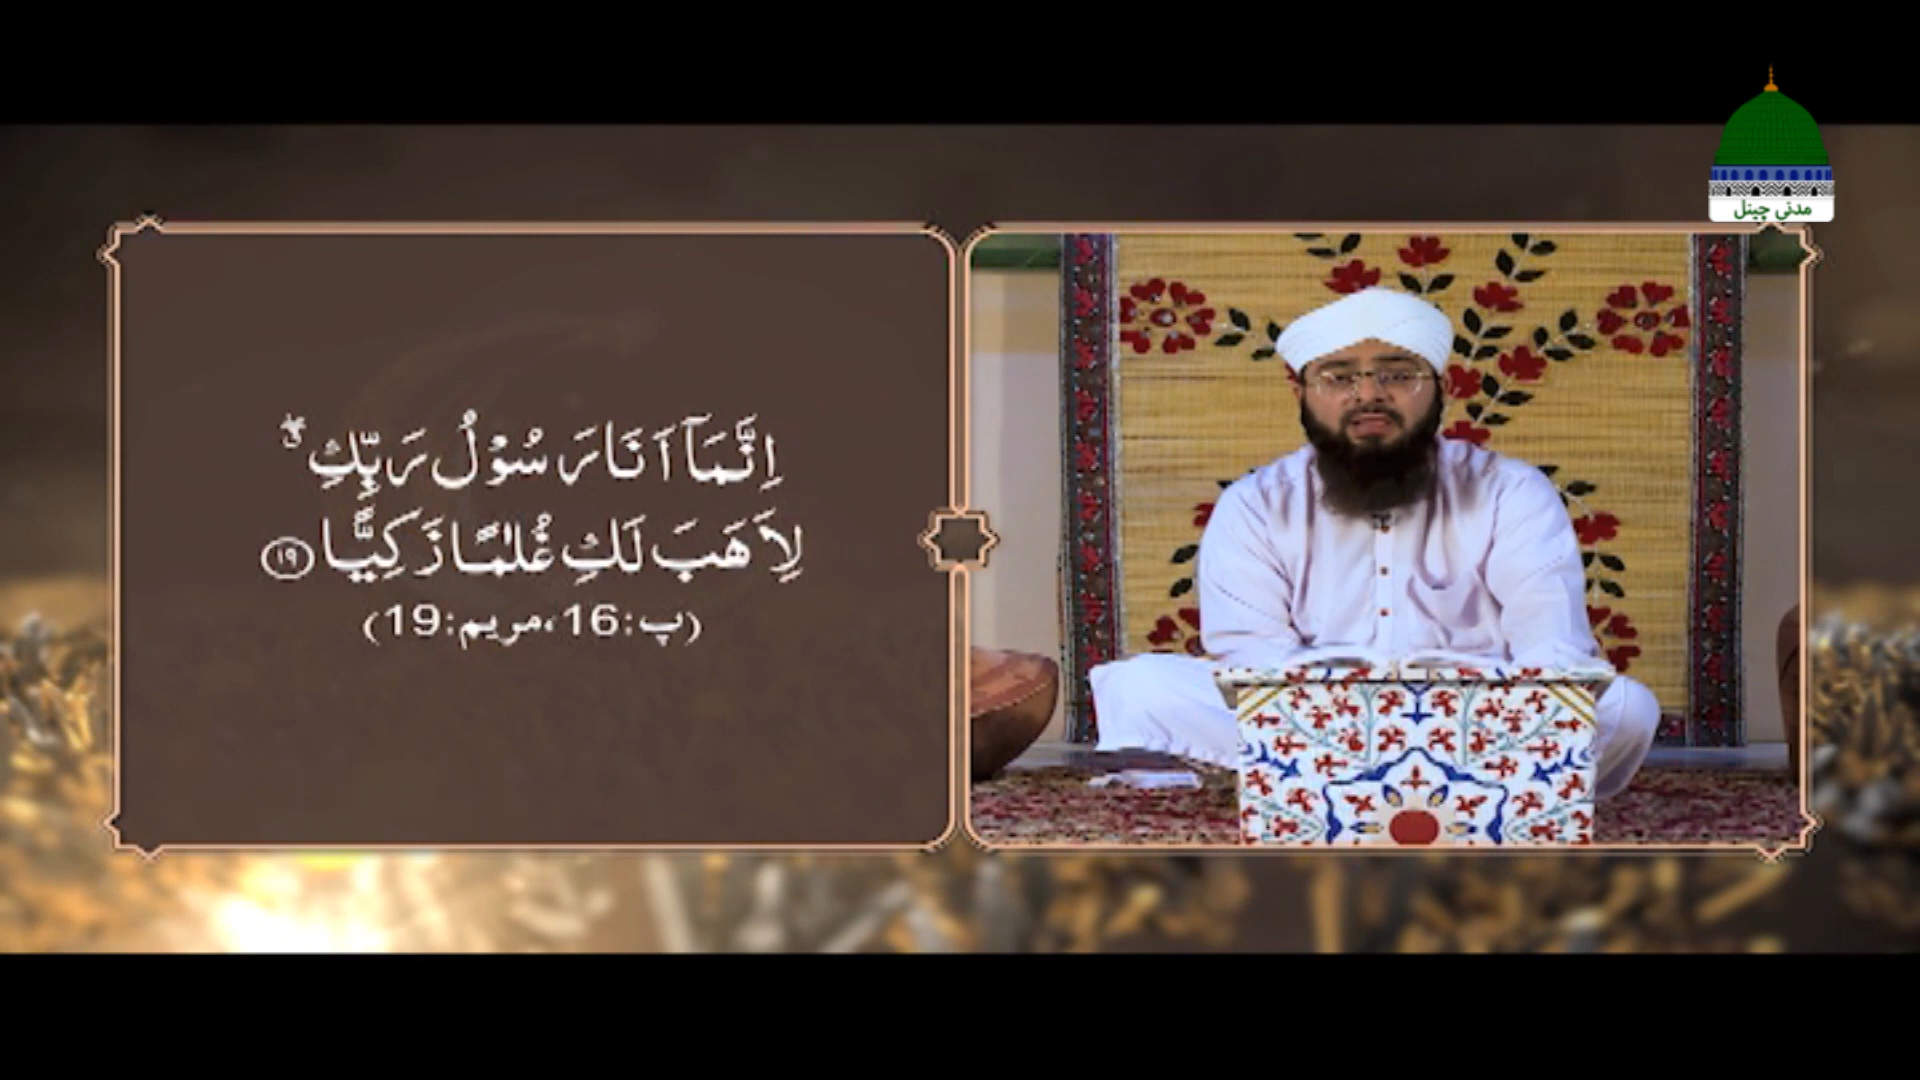 مدنی چینل
اِنَّمَاۤ اَنَا رَسُوْلُ رَبِّكِ ۖۗ
لِاَهَبَ لَكِ غُلٰمًا زَكِیًّا ﴿۱۹﴾
(پ:16،مریم:19)